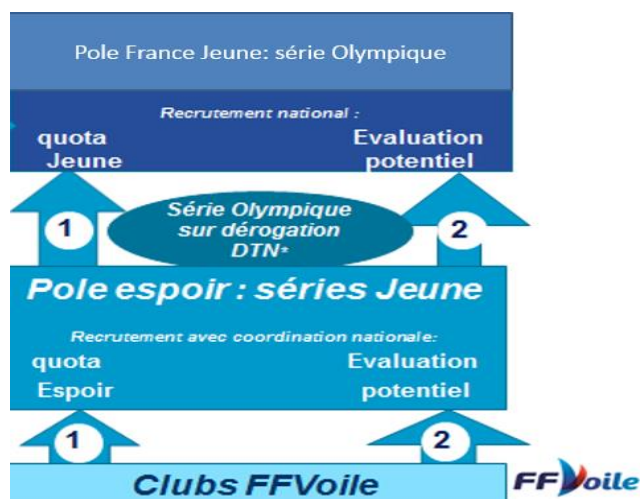 Pole France Jeune: série Olympique
Recrutement national :
quota Evaluation
Jeune potentiel
1 Série Olympique 2
sur dérogation
DTN*
Pole espoir : séries Jeune
Recrutement avec coordination nationale:
quota Evaluation
Espoir potentiel
1 2
Clubs FFVoile
FFVoile